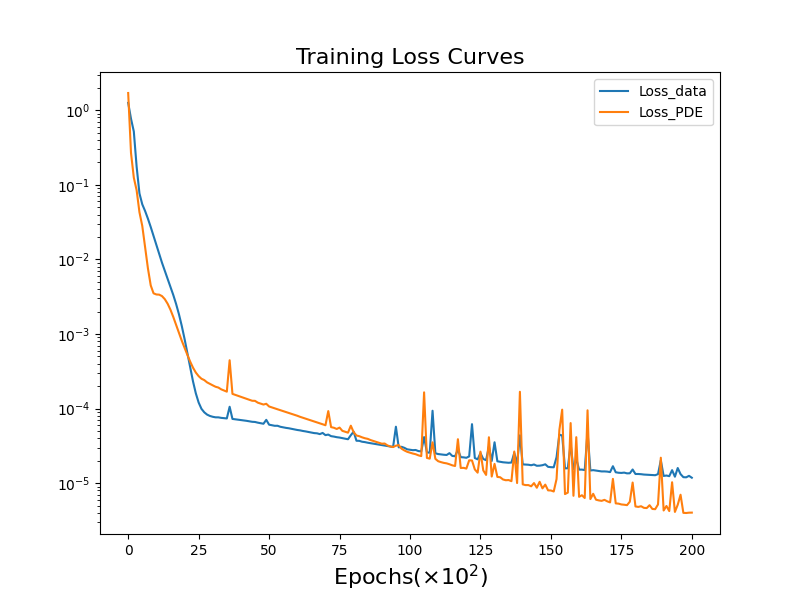 Training Loss Curves
Loss_data
Loss_PDE
10⁰
10⁻¹
10⁻²
10⁻³
10⁻⁴
10⁻⁵
0 25 50 75 100 125 150 175 200
Epochs(×10²)